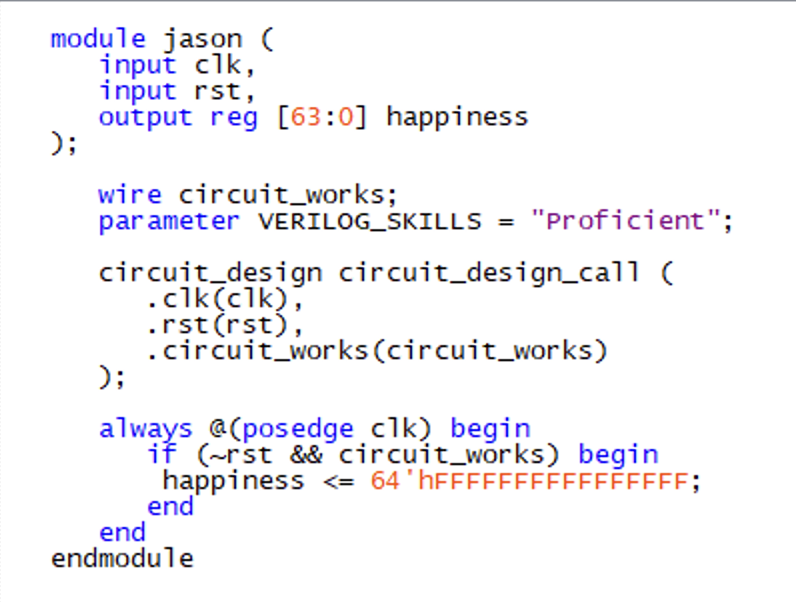 module jason (
input clk,
input rst,
output reg [63:0] happiness
);
wire circuit_works;
parameter VERILOG_SKILLS = "Proficient";
circuit_design circuit_design_call (
.clk(clk),
.rst(rst),
.circuit_works(circuit_works)
);
always @(posedge clk) begin
if (~rst && circuit_works) begin
happiness <= 64'hFFFFFFFFFFFFFFFF;
end
end
endmodule